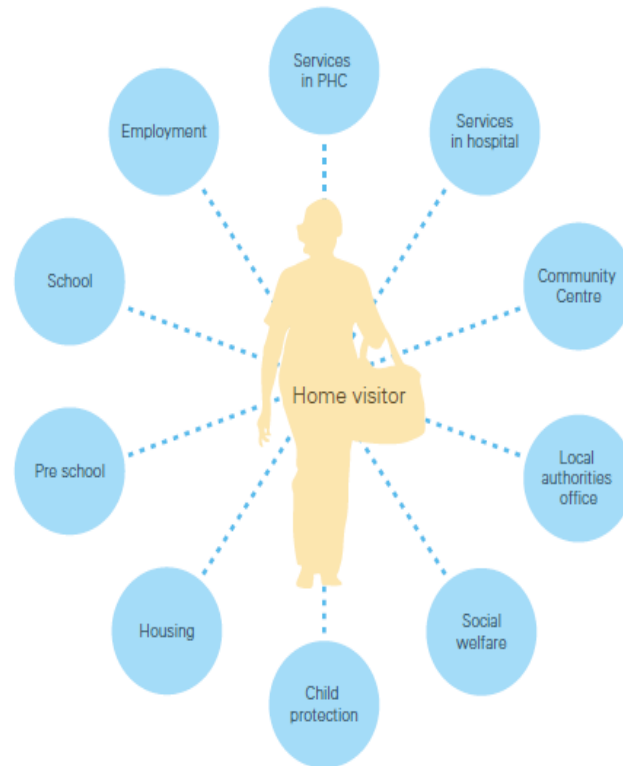 Services
in PHC
Services
in hospital
Community
Centre
Local
authorities
office
Social
welfare
Child
protection
Housing
Pre school
School
Employment
Home visitor